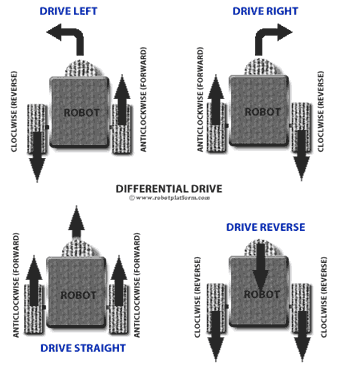 DRIVE LEFT
CLOCLWISE (REVERSE)
ROBOT
ANTICLOCKWISE (FORWARD)
DRIVE RIGHT
ANTICLOCKWISE (FORWARD)
ROBOT
CLOCLWISE (REVERSE)
DIFFERENTIAL DRIVE
© www.robotplatform.com
ANTICLOCKWISE (FORWARD)
ROBOT
ANTICLOCKWISE (FORWARD)
DRIVE STRAIGHT
DRIVE REVERSE
CLOCLWISE (REVERSE)
ROBOT
CLOCLWISE (REVERSE)